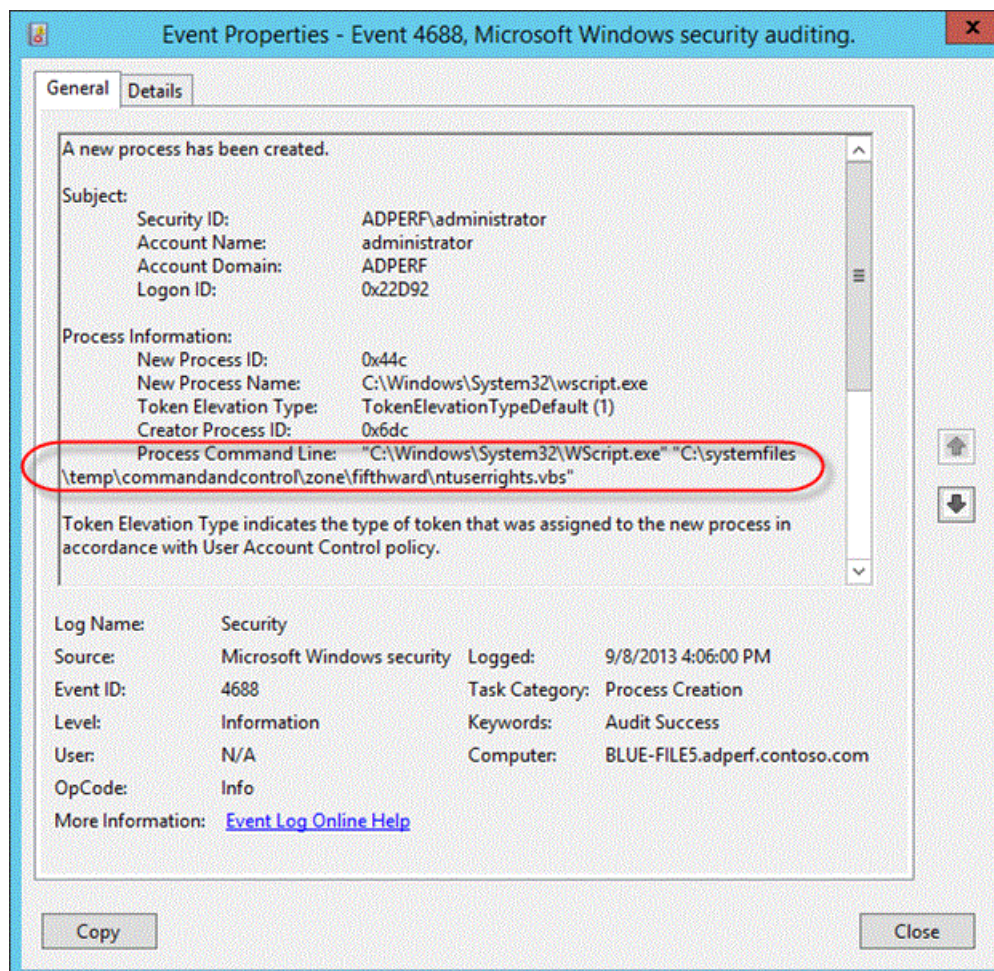 Event Properties - Event 4688, Microsoft Windows security auditing.
x
General Details
A new process has been created.
Subject:
Security ID: ADPERF\administrator
Account Name: administrator
Account Domain: ADPERF
Logon ID: 0x22D92
Process Information:
New Process ID: 0x44c
New Process Name: C:\Windows\System32\wscript.exe
Token Elevation Type: TokenElevationTypeDefault (1)
Creator Process ID: 0x6dc
Process Command Line: "C:\Windows\System32\WScript.exe" "C:\systemfiles
\temp\commandandcontrol\zone\fifthward\ntuserrights.vbs"
Token Elevation Type indicates the type of token that was assigned to the new process in
accordance with User Account Control policy.
Log Name: Security
Source: Microsoft Windows security Logged: 9/8/2013 4:06:00 PM
Event ID: 4688 Task Category: Process Creation
Level: Information Keywords: Audit Success
User: N/A Computer: BLUE-FILE5.adperf.contoso.com
OpCode: Info
More Information: Event Log Online Help
Copy Close